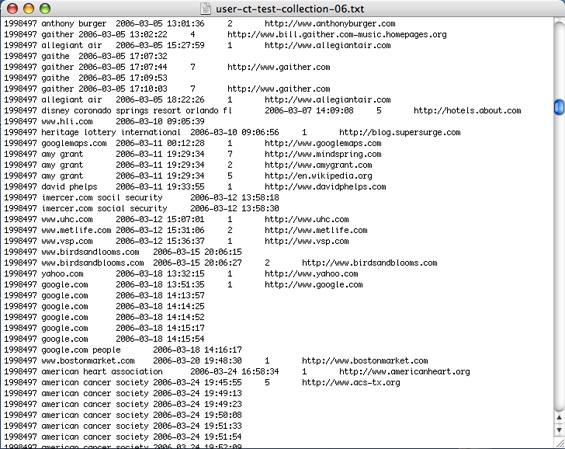 user-ct-test-collection-06.txt
1998497 anthony burger 2006-03-05 13:01:36 2 http://www.anthonyburger.com
1998497 gaither 2006-03-05 13:02:22 4 http://www.bill.gaither.com-music.homepages.org
1998497 allegiant air 2006-03-05 15:27:59 1 http://www.allegiantair.com
1998497 gaithe 2006-03-05 17:07:32
1998497 gaither 2006-03-05 17:07:44 7 http://www.gaither.com
1998497 gaithe 2006-03-05 17:09:53
1998497 gaither 2006-03-05 17:10:03 7 http://www.gaither.com
1998497 allegiant air 2006-03-05 18:22:26 1 http://www.allegiantair.com
1998497 disney coronado springs resort orlando fl 2006-03-07 14:09:08 5 http://hotels.about.com
1998497 www.hli.com 2006-03-10 09:05:39
1998497 heritage lottery international 2006-03-10 09:06:56 1 http://blog.supersurge.com
1998497 googlemaps.com 2006-03-11 00:12:28 1 http://www.googlemaps.com
1998497 amy grant 2006-03-11 19:29:34 7 http://www.mindspring.com
1998497 amy grant 2006-03-11 19:29:34 2 http://www.amygrant.com
1998497 amy grant 2006-03-11 19:29:34 5 http://en.wikipedia.org
1998497 david phelps 2006-03-11 19:33:55 1 http://www.davidphelps.com
1998497 imercer.com socil security 2006-03-12 13:58:18
1998497 imercer.com social security 2006-03-12 13:58:30
1998497 www.uhc.com 2006-03-12 15:07:01 1 http://www.uhc.com
1998497 www.metlife.com 2006-03-12 15:31:06 2 http://www.metlife.com
1998497 www.vsp.com 2006-03-12 15:36:37 1 http://www.vsp.com
1998497 www.birdsandlooms.com 2006-03-15 20:06:15
1998497 www.birdsandblooms.com 2006-03-15 20:06:27 2 http://www.birdsandblooms.com
1998497 yahoo.com 2006-03-18 13:32:15 1 http://www.yahoo.com
1998497 google.com 2006-03-18 13:51:35 1 http://www.google.com
1998497 google.com 2006-03-18 14:13:57
1998497 google.com 2006-03-18 14:14:25
1998497 google.com 2006-03-18 14:14:52
1998497 google.com 2006-03-18 14:15:17
1998497 google.com 2006-03-18 14:15:54
1998497 google.com people 2006-03-18 14:16:17
1998497 www.bostonmarket.com 2006-03-20 19:48:30 1 http://www.bostonmarket.com
1998497 american heart association 2006-03-24 16:58:34 1 http://www.americanheart.org
1998497 american cancer society 2006-03-24 19:45:55 5 http://www.acs-tx.org
1998497 american cancer society 2006-03-24 19:49:13
1998497 american cancer society 2006-03-24 19:49:23
1998497 american cancer society 2006-03-24 19:50:08
1998497 american cancer society 2006-03-24 19:51:33
1998497 american cancer society 2006-03-24 19:51:54
1998497 american cancer society 2006-03-24 19:52:09